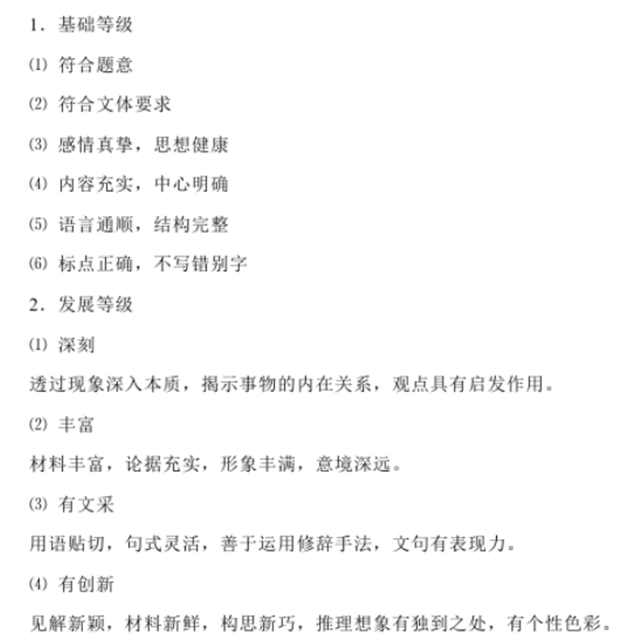 1．基础等级
⑴ 符合题意
⑵ 符合文体要求
⑶ 感情真挚，思想健康
⑷ 内容充实，中心明确
⑸ 语言通顺，结构完整
⑹ 标点正确，不写错别字
2．发展等级
⑴ 深刻
透过现象深入本质，揭示事物的内在关系，观点具有启发作用。
⑵ 丰富
材料丰富，论据充实，形象丰满，意境深远。
⑶ 有文采
用语贴切，句式灵活，善于运用修辞手法，文句有表现力。
⑷ 有创新
见解新颖，材料新鲜，构思新巧，推理想象有独到之处，有个性色彩。